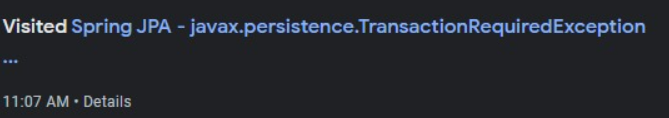 Visited Spring JPA - javax.persistence.TransactionRequiredException
...
11:07 AM • Details